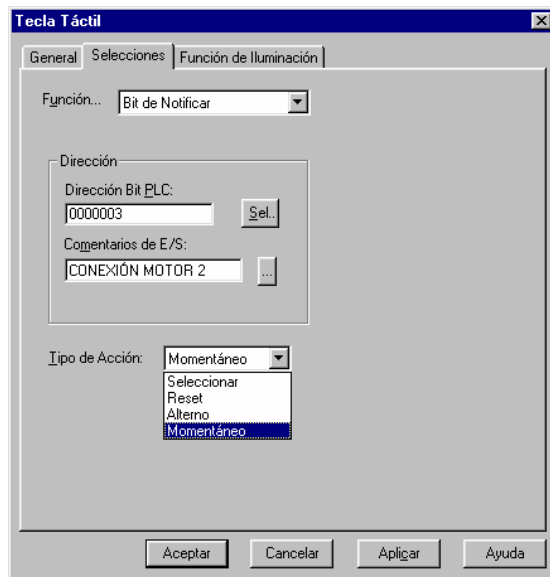 Tecla Táctil
General Selecciones Función de Iluminación
Función... Bit de Notificar
Dirección
Dirección Bit PLC:
0000003 Sel..
Comentarios de E/S:
CONEXIÓN MOTOR 2 ...
Tipo de Acción: Momentáneo
Seleccionar
Reset
Alterno
Momentáneo
Aceptar Cancelar Aplicar Ayuda